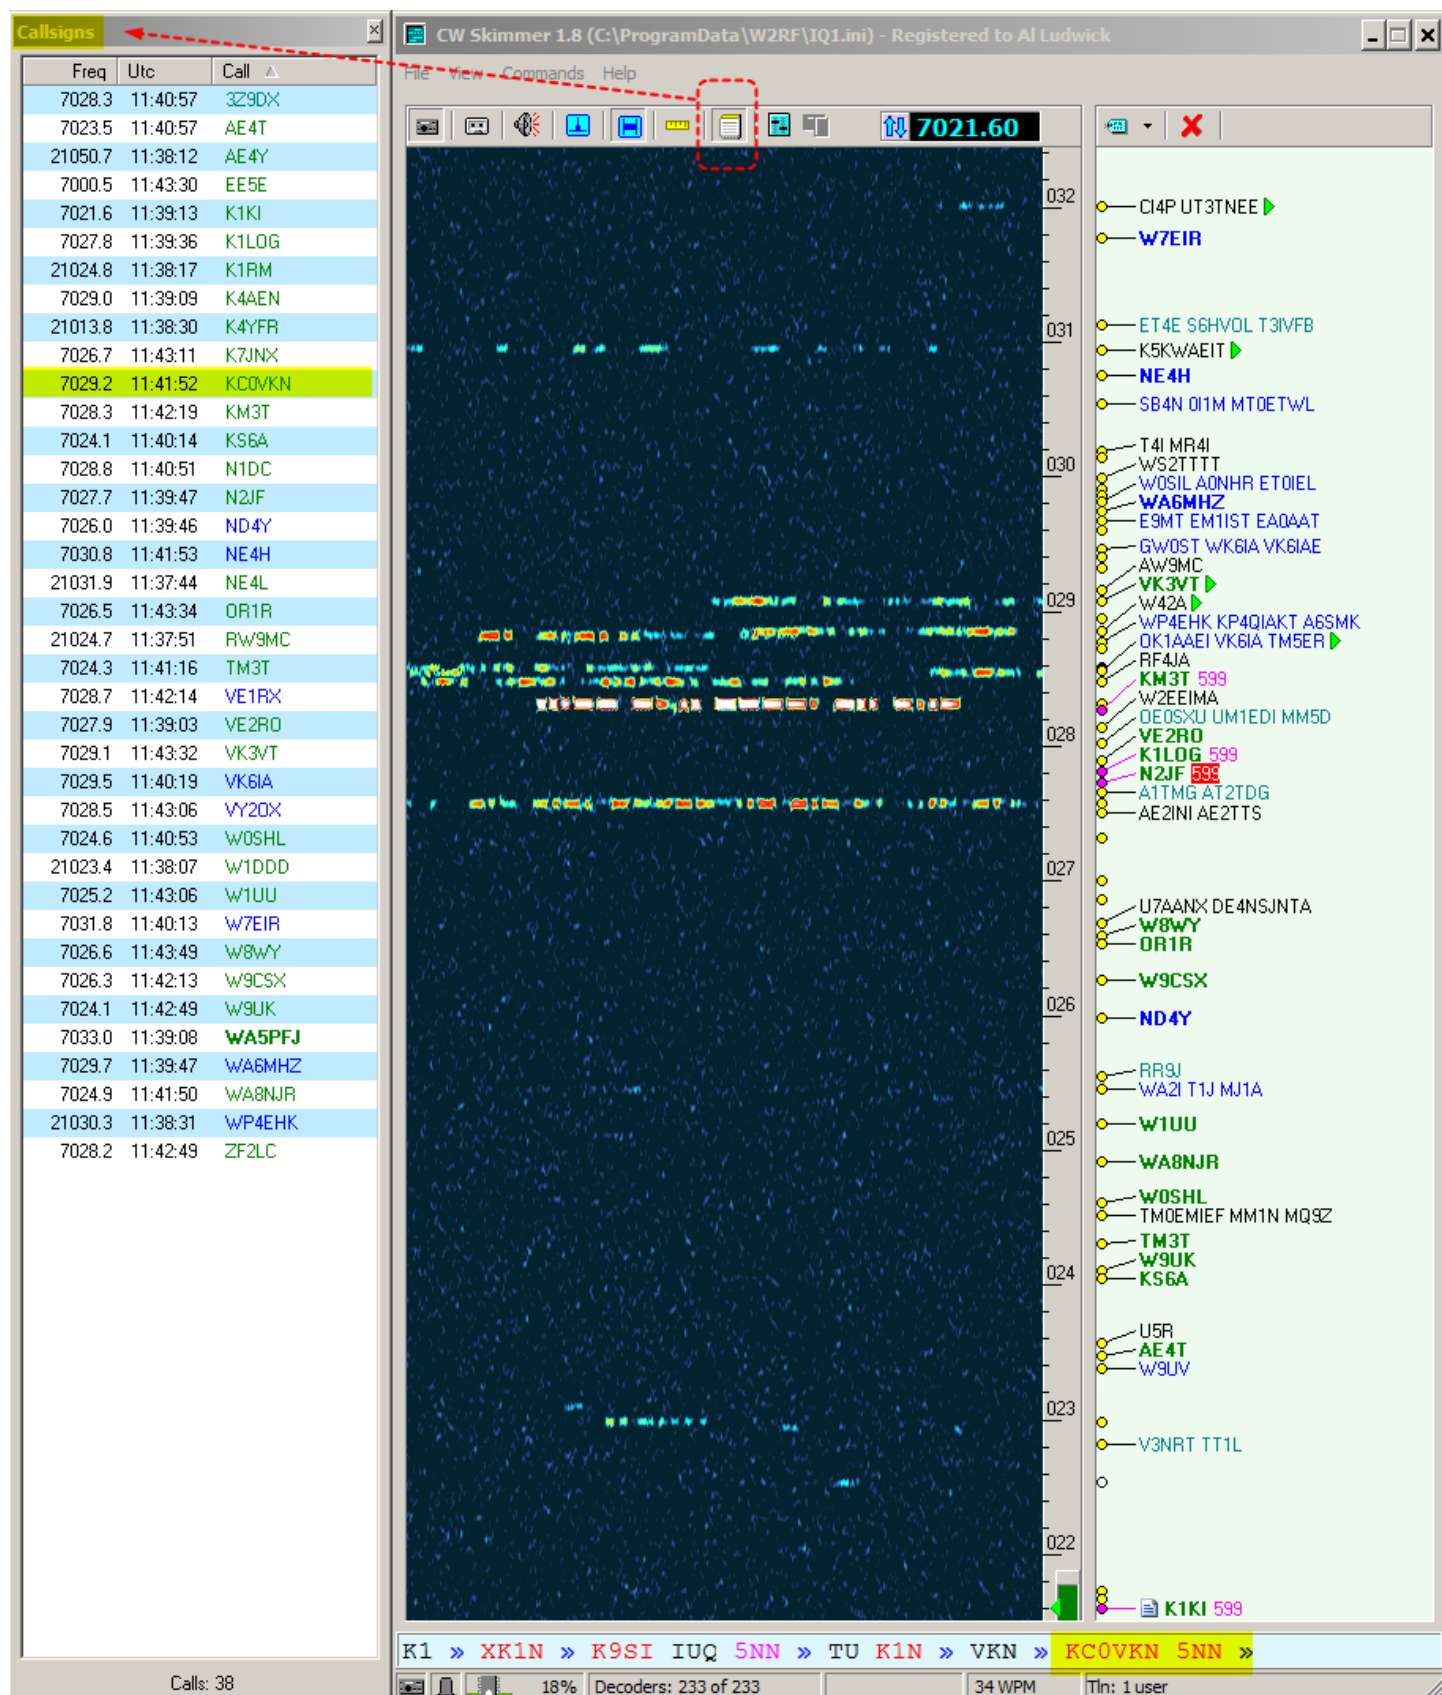 Callsigns
Freq Utc Call
7028.3 11:40:57 3Z9DX
7023.5 11:40:57 AE4T
21050.7 11:38:12 AE4Y
7000.5 11:43:30 EE5E
7021.6 11:39:13 K1KI
7027.8 11:39:36 K1LOG
21024.8 11:38:17 K1RM
7029.0 11:39:09 K4AEN
21013.8 11:38:30 K4YFR
7026.7 11:43:11 K7JNX
7029.2 11:41:52 KC0VKN
7028.3 11:42:19 KM3T
7024.1 11:40:14 KS6A
7028.8 11:40:51 N1DC
7027.7 11:39:47 N2JF
7026.0 11:39:46 ND4Y
7030.8 11:41:53 NE4H
21031.9 11:37:44 NE4L
7026.5 11:43:34 OR1R
21024.7 11:37:51 RW9MC
7024.3 11:41:16 TM3T
7028.7 11:42:14 VE1RX
7027.9 11:39:03 VE2RO
7029.1 11:43:32 VK3VT
7029.5 11:40:19 VK6IA
7028.5 11:43:06 VY2OX
7024.6 11:40:53 W0SHL
21023.4 11:38:07 W1DDD
7025.2 11:43:06 W1UU
7031.8 11:40:13 W7EIR
7026.6 11:43:49 W8WY
7026.3 11:42:13 W9CSX
7024.1 11:42:49 W9UK
7033.0 11:39:08 WA5PFJ
7029.7 11:39:47 WA6MHZ
7024.9 11:41:50 WA8NJR
21030.3 11:38:31 WP4EHK
7028.2 11:42:49 ZF2LC
Calls: 38
CW Skimmer 1.8 (C:\ProgramData\W2RF\IQ1.ini) - Registered to Al Ludwick
File View Commands Help
7021.60
032
031
030
029
028
027
026
025
024
023
022
CI4P UT3TNEE
W7EIR
ET4E S6HVOL T3IVFB
K5KWAEIT
NE4H
SB4N 0I1M MT0ETWL
T4I MR4I
WS2TTTT
W0SIL A0NHR ET0IEL
WA6MHZ
E9MT EM1IST EA0AAT
GW0ST WK6IA VK6IAE
AW9MC
VK3VT
W42A
WP4EHK KP4QIAKT A6SMK
OK1AAEI VK6IA TM5ER
RF4JA
KM3T 599
W2EEIMA
OE0SXU UM1EDI MM5D
VE2RO
K1LOG 599
N2JF 599
A1TMG AT2TDG
AE2INI AE2TTS
U7AANX DE4NSJNTA
W8WY
OR1R
W9CSX
ND4Y
RR9J
WA2I T1J MJ1A
W1UU
WA8NJR
W0SHL
TM0EMIEF MM1N MQ9Z
TM3T
W9UK
KS6A
U5R
AE4T
W9UV
V3NRT TT1L
K1KI 599
K1 » XK1N » K9SI IUQ 5NN » TU K1N » VKN » KC0VKN 5NN »
18% Decoders: 233 of 233 34 WPM Tln: 1 user